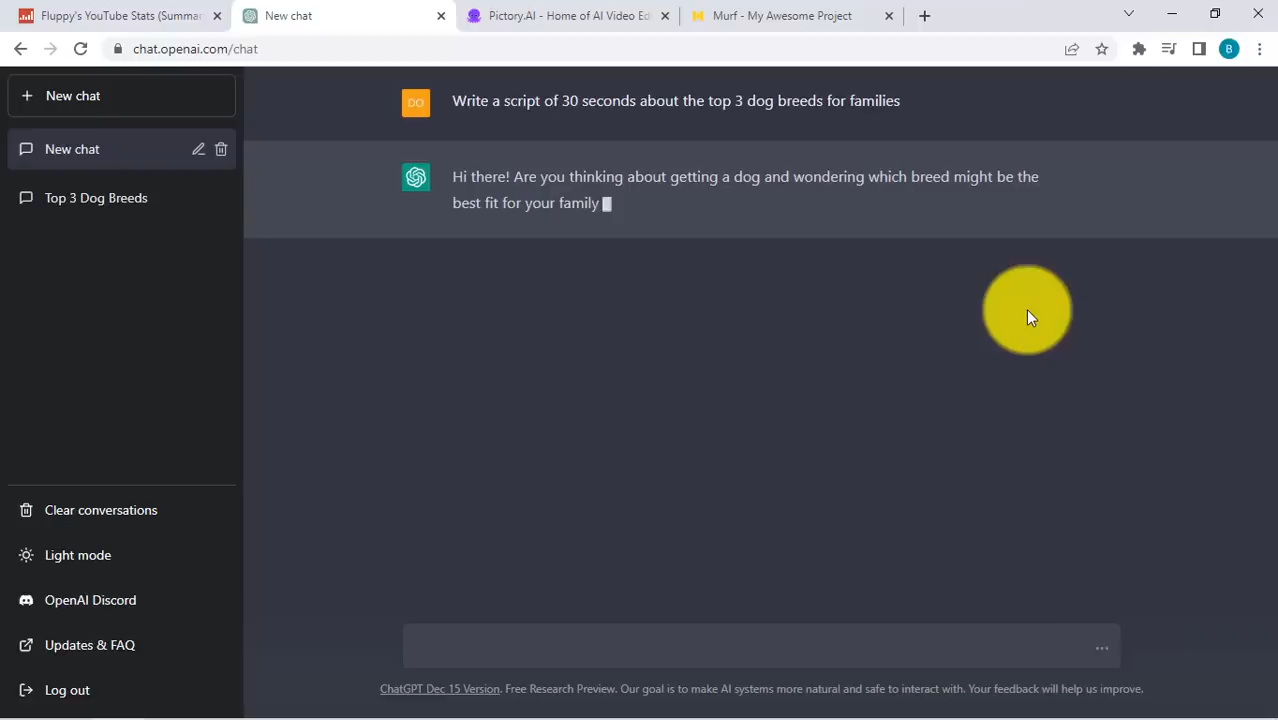 Fluppy's YouTube Stats (Summar
New chat
Pictory.AI - Home of AI Video Ed
Murf - My Awesome Project
chat.openai.com/chat
B
New chat
New chat
Top 3 Dog Breeds
Clear conversations
Light mode
OpenAI Discord
Updates & FAQ
Log out
DO
Write a script of 30 seconds about the top 3 dog breeds for families
Hi there! Are you thinking about getting a dog and wondering which breed might be the
best fit for your family
ChatGPT Dec 15 Version. Free Research Preview. Our goal is to make AI systems more natural and safe to interact with. Your feedback will help us improve.